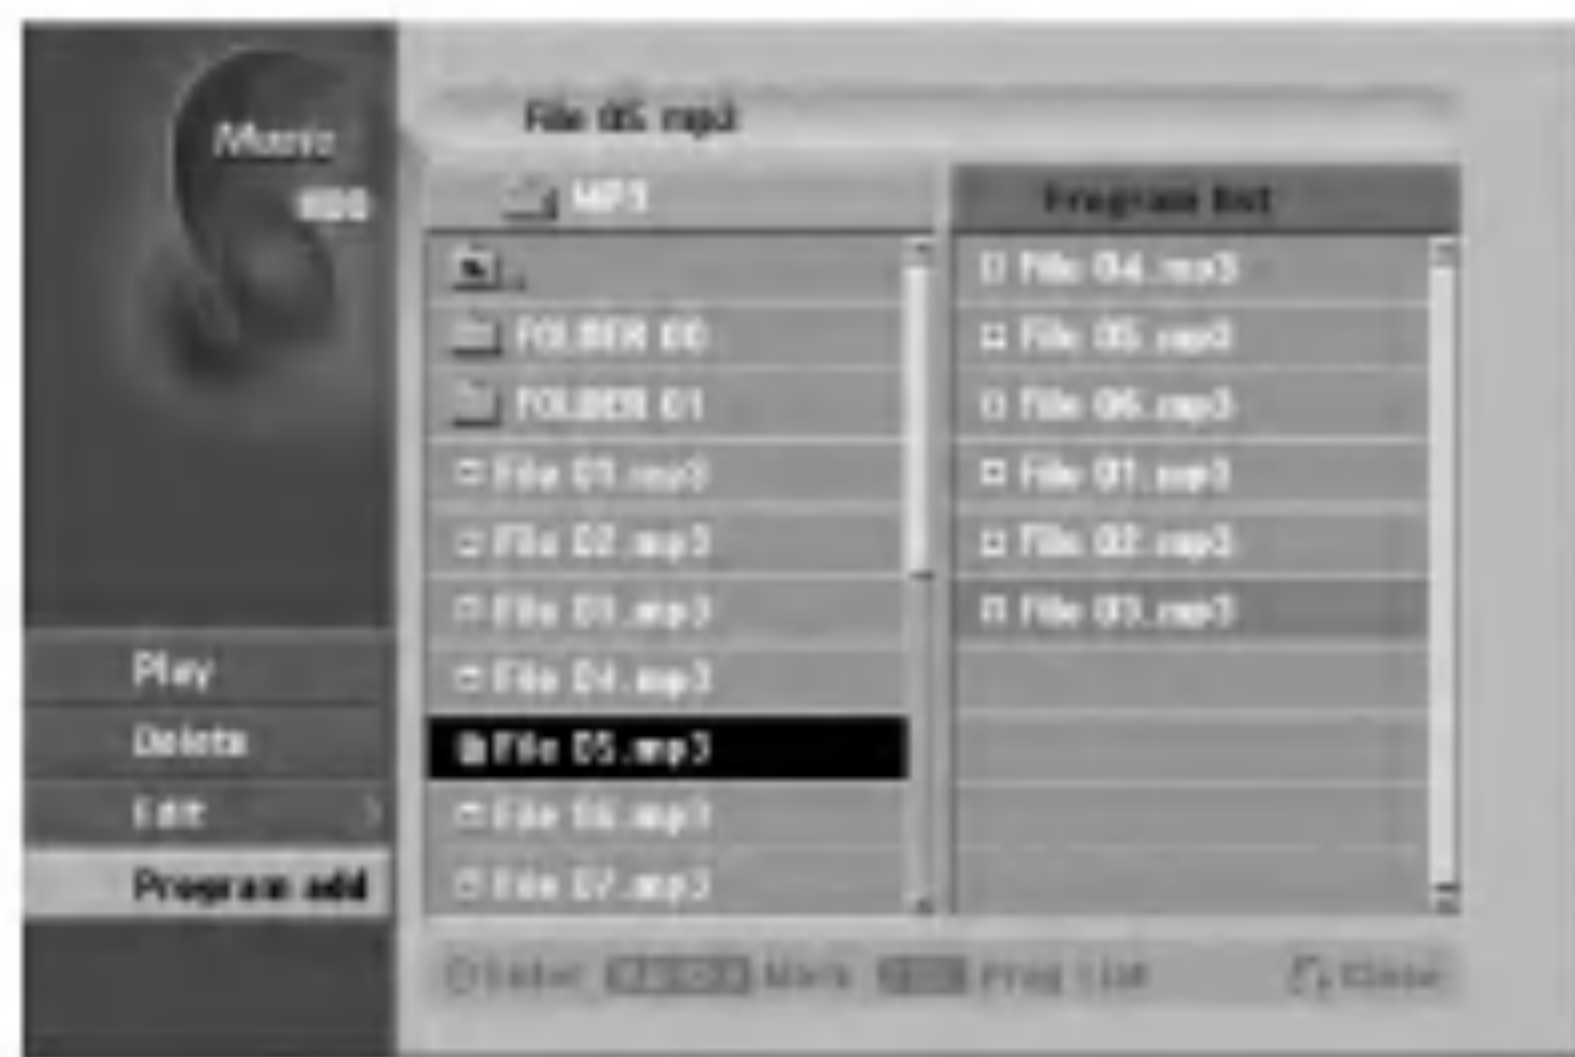 Music
HDD
Play
Delete
Edit
Program add
File 05.mp3
MP3
FOLDER 00
FOLDER 01
File 01.mp3
File 02.mp3
File 03.mp3
File 04.mp3
File 05.mp3
File 06.mp3
File 07.mp3
Program list
File 04.mp3
File 05.mp3
File 06.mp3
File 01.mp3
File 02.mp3
File 03.mp3
Mark
Prog List
Close